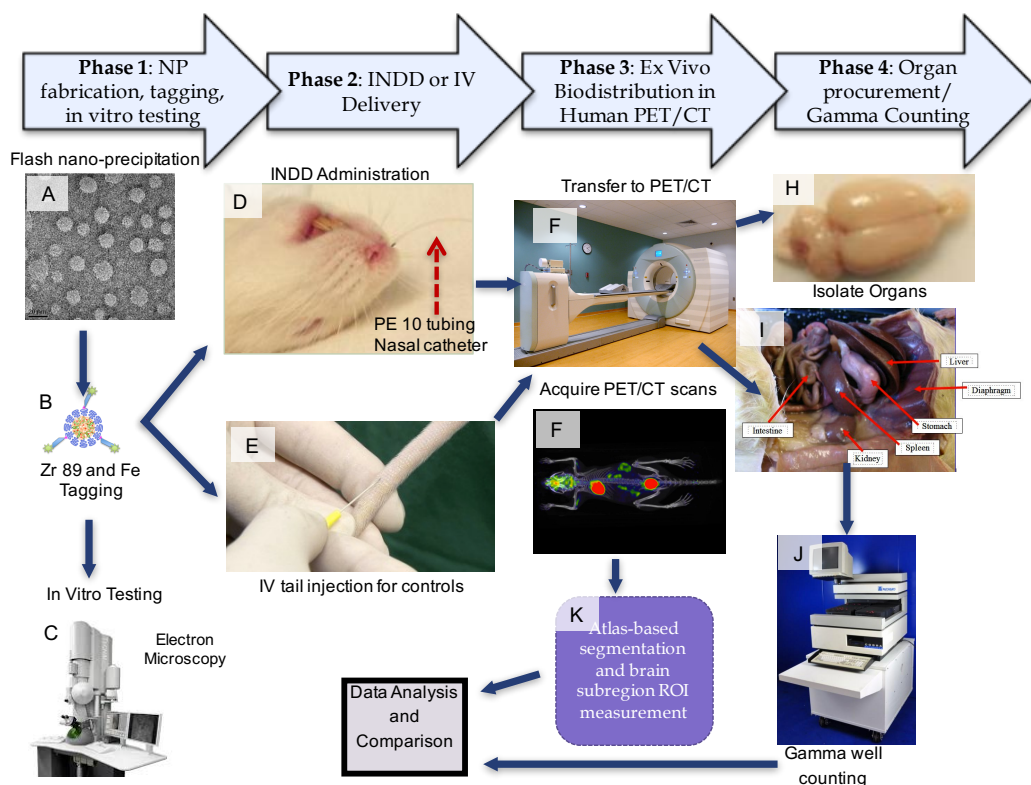 Phase 1: NP
fabrication, tagging,
in vitro testing
Phase 2: INDD or IV
Delivery
Phase 3: Ex Vivo
Biodistribution in
Human PET/CT
Phase 4: Organ
procurement/
Gamma Counting
Flash nano-precipitation
A
20 nm
B
Zr 89 and Fe
Tagging
In Vitro Testing
C
Electron
Microscopy
INDD Administration
D
PE 10 tubing
Nasal catheter
E
IV tail injection for controls
Transfer to PET/CT
F
Acquire PET/CT scans
F
K
Atlas-based
segmentation
and brain
subregion ROI
measurement
Data Analysis
and
Comparison
H
Isolate Organs
I
Liver
Diaphragm
Stomach
Intestine
Spleen
Kidney
J
Gamma well
counting